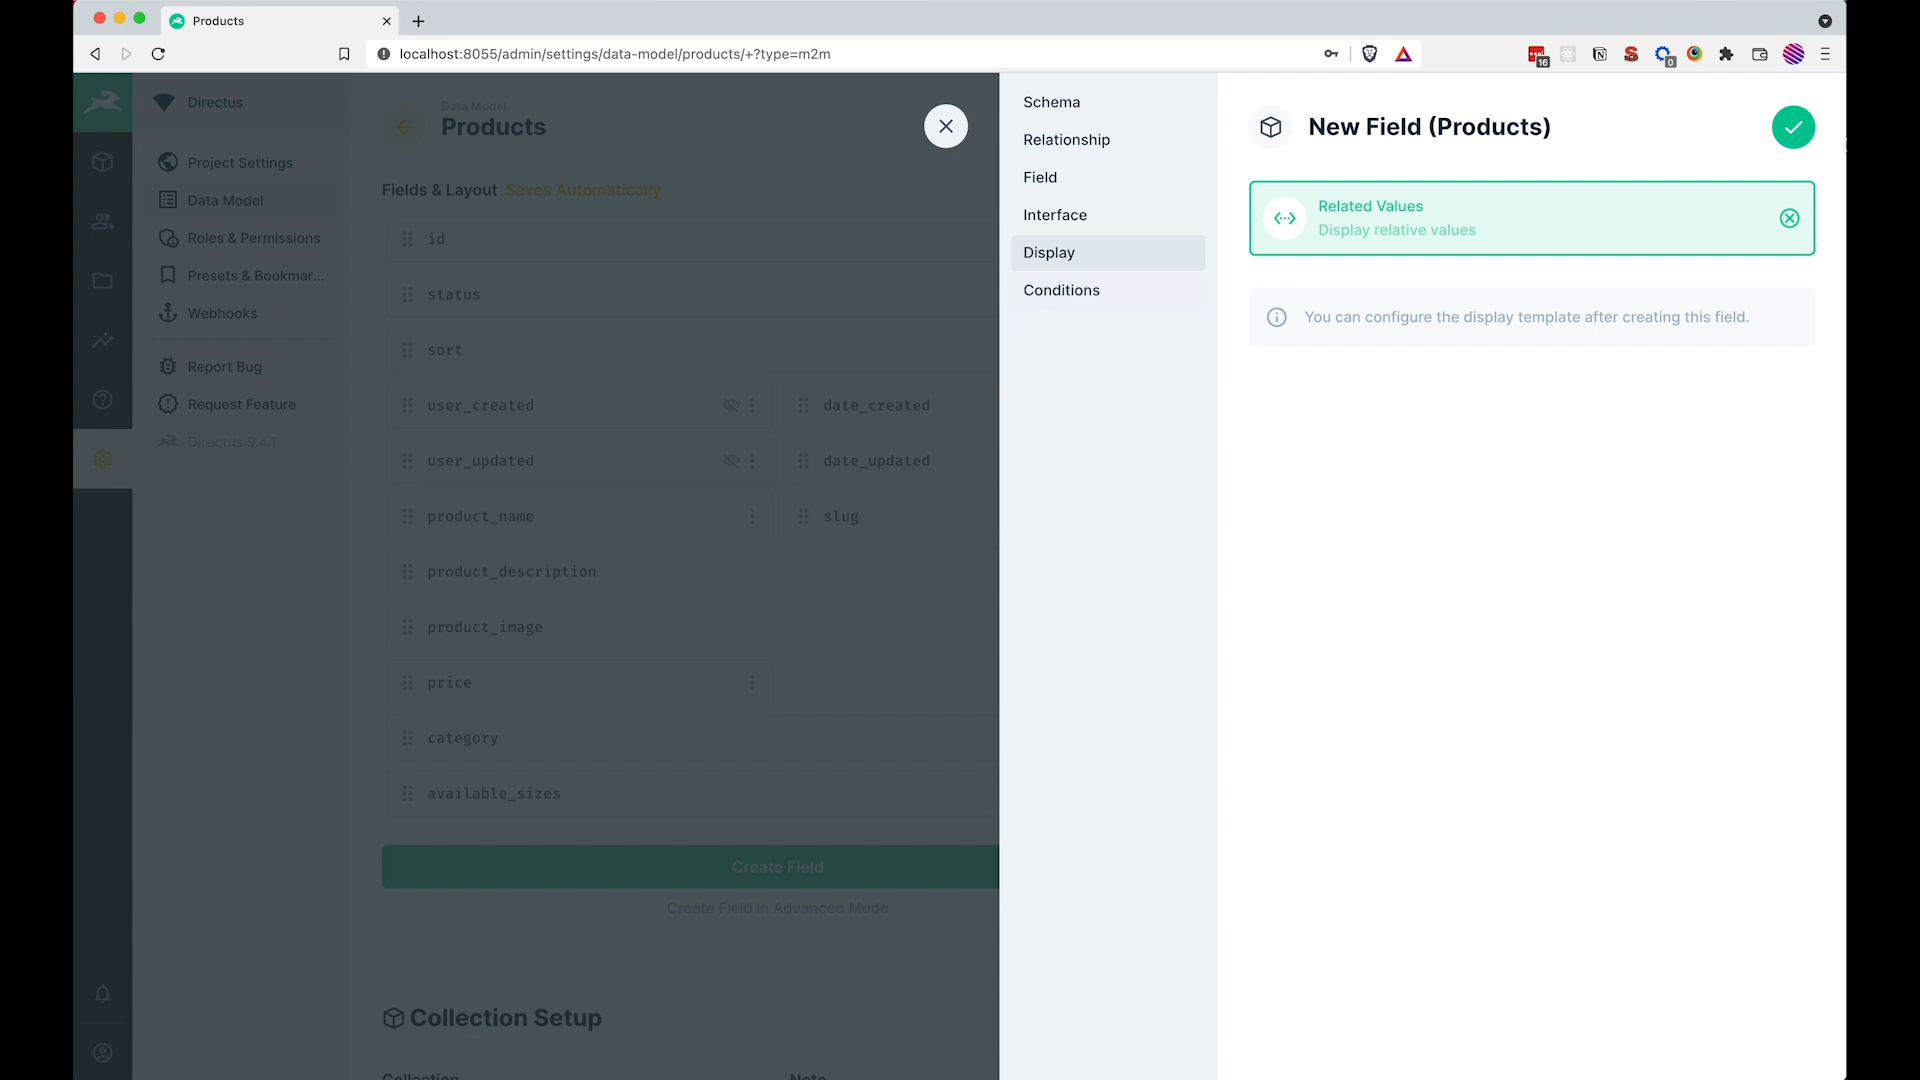 Products
localhost:8055/admin/settings/data-model/products/+?type=m2m
16
0
Directus
Project Settings
Data Model
Roles & Permissions
Presets & Bookmar...
Webhooks
Report Bug
Request Feature
Directus 9.4.1
Data Model
Products
Fields & Layout Saves Automatically
id
status
sort
user_created
date_created
user_updated
date_updated
product_name
slug
product_description
product_image
price
category
available_sizes
Create Field
Create Field in Advanced Mode
Collection Setup
Collection
Note
Schema
Relationship
Field
Interface
Display
Conditions
New Field (Products)
Related Values
Display relative values
You can configure the display template after creating this field.